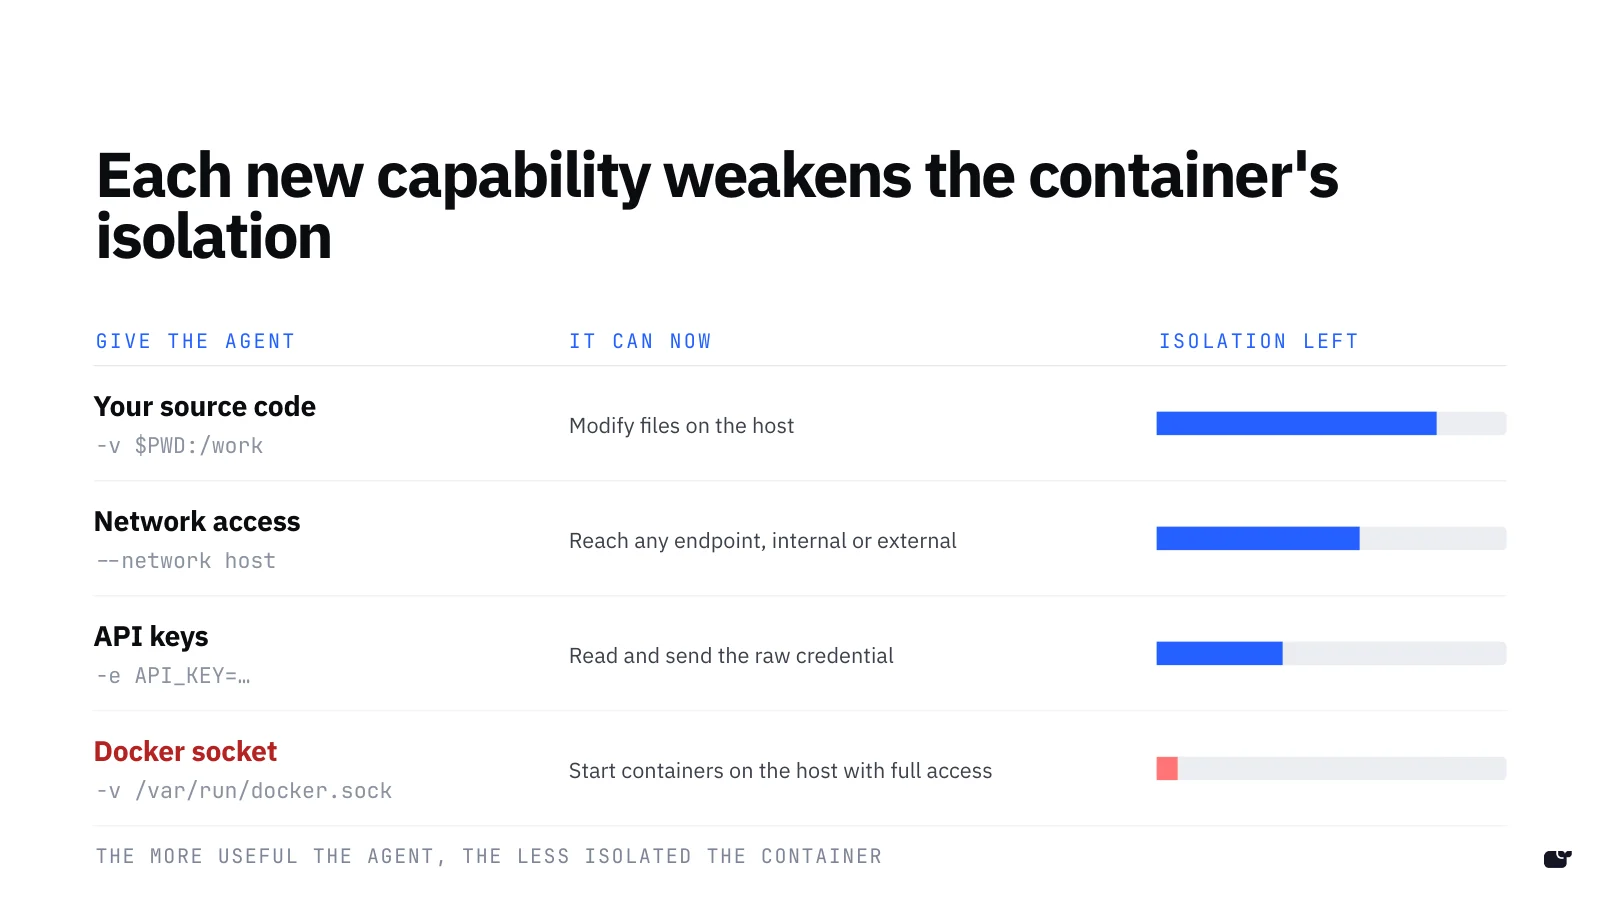 Each new capability weakens the container's
isolation
GIVE THE AGENT
IT CAN NOW
ISOLATION LEFT
Your source code
-v $PWD:/work
Modify files on the host
Network access
--network host
Reach any endpoint, internal or external
API keys
-e API_KEY=…
Read and send the raw credential
Docker socket
-v /var/run/docker.sock
Start containers on the host with full access
THE MORE USEFUL THE AGENT, THE LESS ISOLATED THE CONTAINER